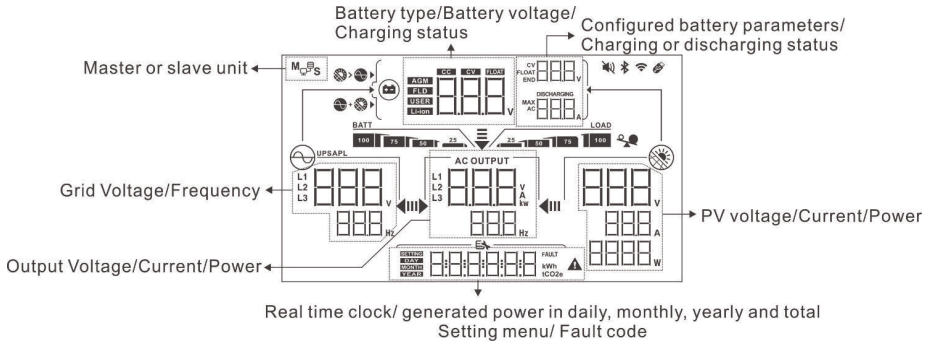 Battery type/Battery voltage/
Charging status
Configured battery parameters/
Charging or discharging status
Master or slave unit
M S
CC CV FLOAT
AGM
FLD
USER
Li-ion
V
CV
FLOAT
END
V
DISCHARGING
MAX
AC
A
BATT
LOAD
100 75 50 25
25 50 75 100
UPSAPL
AC OUTPUT
L1
L2
L3
V
Hz
L1
L2
L3
V
A
kw
Hz
V
A
W
Grid Voltage/Frequency
PV voltage/Current/Power
Output Voltage/Current/Power
SETTING
DAY
MONTH
YEAR
FAULT
kWh
tCO2e
Real time clock/ generated power in daily, monthly, yearly and total
Setting menu/ Fault code